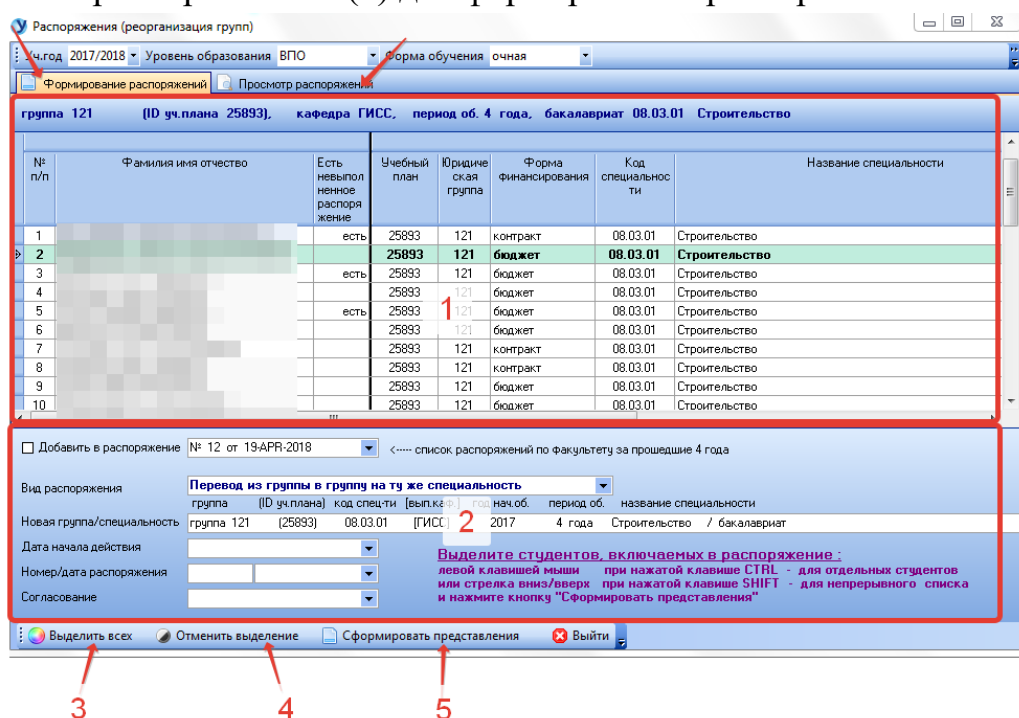 Распоряжения (реорганизация групп)
Уч.год 2017/2018 Уровень образования ВПО Форма обучения очная
Формирование распоряжений Просмотр распоряжения
группа 121 (ID уч.плана 25893), кафедра ГИСС, период об. 4 года, бакалавриат 08.03.01 Строительство
№ п/п Фамилия имя отчество Есть невыпол ненное распоря жение Учебный план Юридиче ская группа Форма финансирования Код специальнос ти Название специальности
1 есть 25893 121 контракт 08.03.01 Строительство
2 25893 121 бюджет 08.03.01 Строительство
3 есть 25893 121 бюджет 08.03.01 Строительство
4 25893 121 бюджет 08.03.01 Строительство
5 есть 25893 121 бюджет 08.03.01 Строительство
6 25893 121 бюджет 08.03.01 Строительство
7 25893 121 контракт 08.03.01 Строительство
8 25893 121 контракт 08.03.01 Строительство
9 25893 121 бюджет 08.03.01 Строительство
10 25893 121 бюджет 08.03.01 Строительство
1
Добавить в распоряжение № 12 от 19-APR-2018 <----- список распоряжений по факультету за прошедшие 4 года
Вид распоряжения Перевод из группы в группу на ту же специальность
группа (ID уч.плана) код спец-ти [вып.каф.] год нач.об. период об. название специальности
Новая группа/специальность группа 121 (25893) 08.03.01 [ГИСС] 2017 4 года Строительство / бакалавриат
2
Дата начала действия
Номер/дата распоряжения
Согласование
Выделите студентов, включаемых в распоряжение :
левой клавишей мыши при нажатой клавише CTRL - для отдельных студентов
или стрелка вниз/вверх при нажатой клавише SHIFT - для непрерывного списка
и нажмите кнопку "Сформировать представления"
Выделить всех Отменить выделение Сформировать представления Выйти
3 4 5